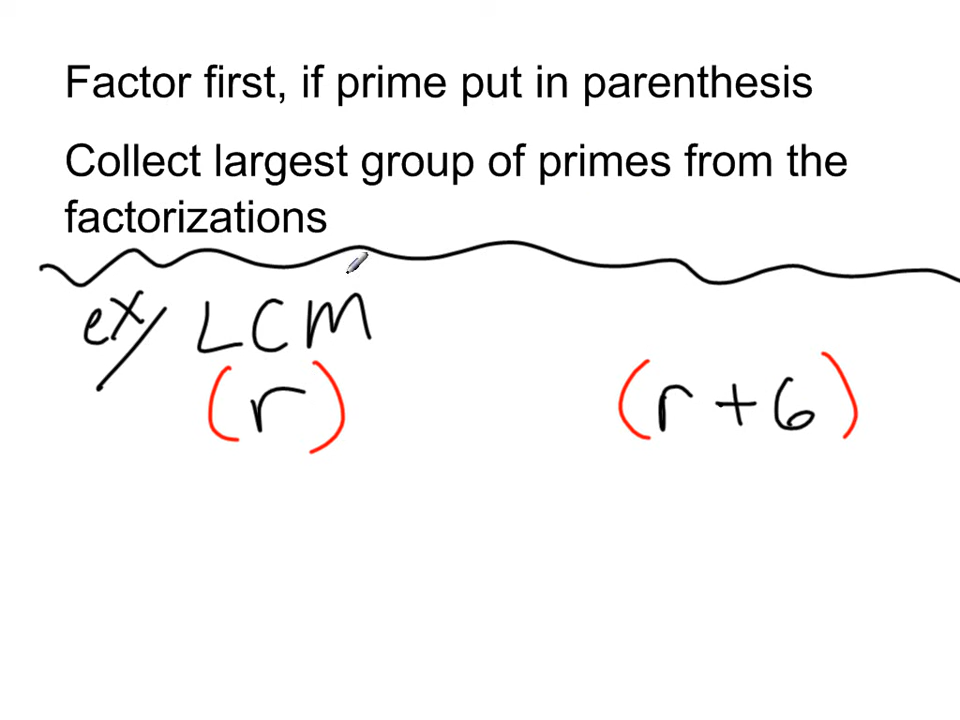 Factor first, if prime put in parenthesis
Collect largest group of primes from the
factorizations
ex/ LCM
(r) (r+6)